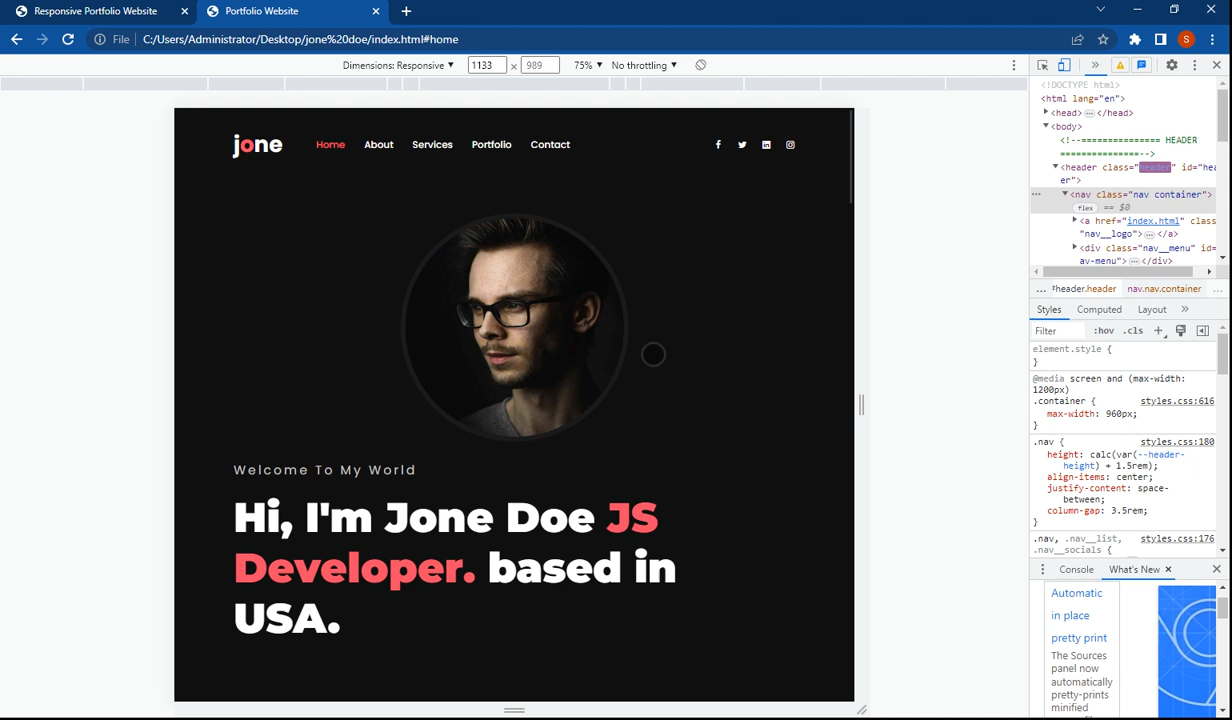 Responsive Portfolio Website
Portfolio Website
File
C:/Users/Administrator/Desktop/jone%20doe/index.html#home
S
Dimensions: Responsive
1133 × 989
75%
No throttling
jone
Home
About
Services
Portfolio
Contact
Welcome To My World
Hi, I'm Jone Doe JS
Developer. based in
USA.
<!DOCTYPE html>
<html lang="en">
<head> </head>
<body>
<!--=============== HEADER
===============-->
<header class="header" id="hea
er">
<nav class="nav container">
flex == $0
<a href="index.html" class
"nav__logo"> </a>
<div class="nav__menu" id=
av-menu"> </div>
... header.header nav.nav.container ...
Styles Computed Layout
Filter :hov .cls
element.style {
}
@media screen and (max-width:
1200px)
.container { styles.css:616
max-width: 960px;
}
.nav { styles.css:180
height: calc(var(--header-
height) + 1.5rem);
align-items: center;
justify-content: space-
between;
column-gap: 3.5rem;
}
.nav, .nav__list, styles.css:176
.nav__socials {
Console What's New
Automatic
in place
pretty print
The Sources
panel now
automatically
pretty-prints
minified